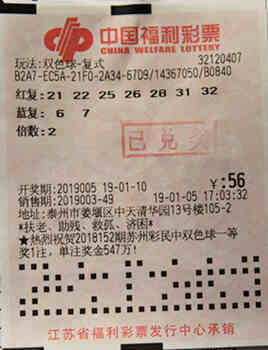 中国福利彩票
CHINA WELFARE LOTTERY
玩法:双色球-复式 32120407
B2A7-EC5A-21F0-2A34-67D9/14367050/B0840
红复: 21 22 25 26 28 31 32
蓝复: 6 7
倍数:2
已兑奖
开奖期:2019005 19-01-10 ¥:56
销售期:2019003-49 19-01-05 17:03:32
地址:泰州市姜堰区中天清华园13号楼105-2
*扶老、助残、救孤、济困*
★热烈祝贺2018152期苏州彩民中双色球一等
奖1注,单注奖金547万!
江苏省福利彩票发行中心承销